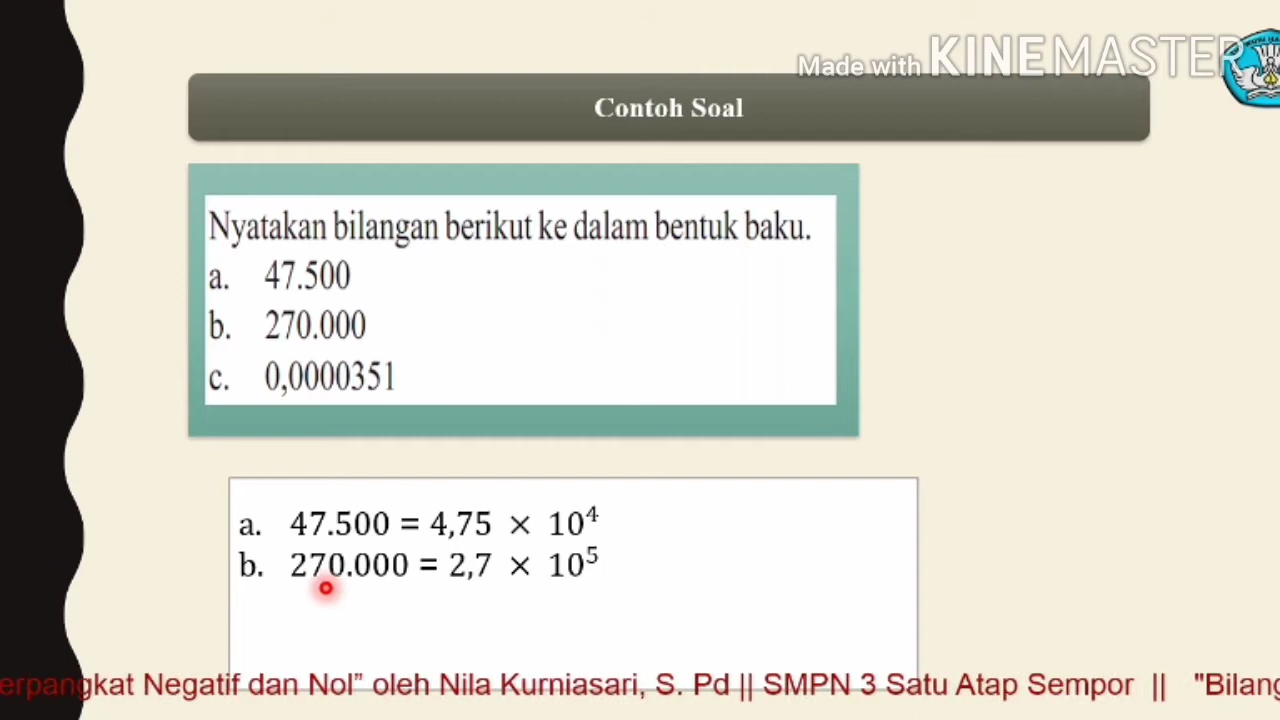 Made with KINEMASTER
Contoh Soal
Nyatakan bilangan berikut ke dalam bentuk baku.
a. 47.500
b. 270.000
c. 0,0000351
a. 47.500 = 4,75 × 10⁴
b. 270.000 = 2,7 × 10⁵
erpangkat Negatif dan Nol” oleh Nila Kurniasari, S. Pd || SMPN 3 Satu Atap Sempor || "Bilang